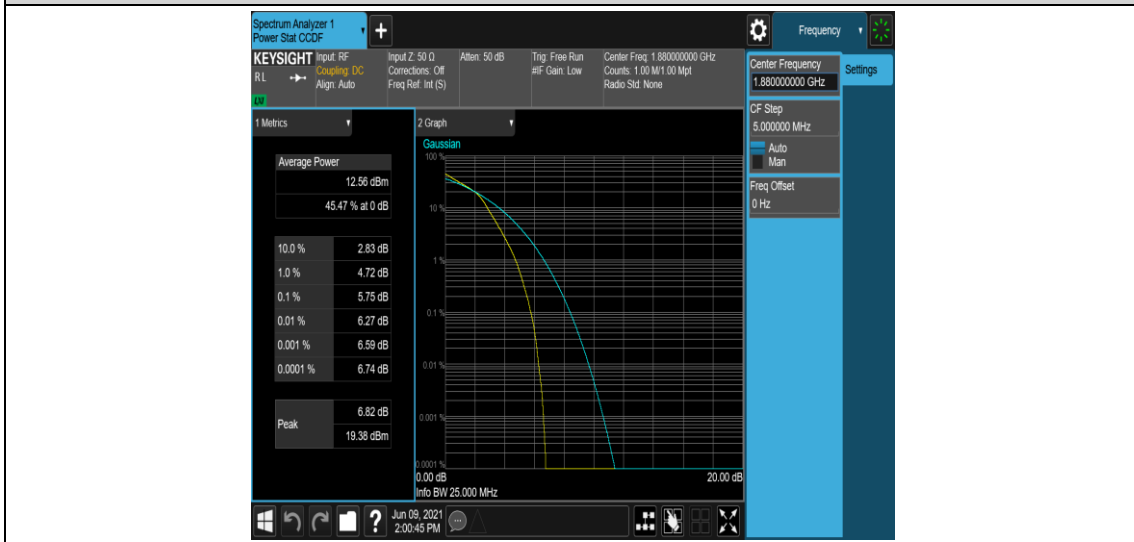 Spectrum Analyzer 1
Power Stat CCDF
+
Frequency
KEYSIGHT
RL
Input: RF
Coupling: DC
Align: Auto
Input Z: 50 Ω
Corrections: Off
Freq Ref: Int (S)
Atten: 50 dB
Trig: Free Run
#IF Gain: Low
Center Freq: 1.880000000 GHz
Counts: 1.00 M/1.00 Mpt
Radio Std: None
Center Frequency
1.880000000 GHz
Settings
CF Step
5.000000 MHz
Auto
Man
Freq Offset
0 Hz
1 Metrics
Average Power
12.56 dBm
45.47 % at 0 dB
10.0 % 2.83 dB
1.0 % 4.72 dB
0.1 % 5.75 dB
0.01 % 6.27 dB
0.001 % 6.59 dB
0.0001 % 6.74 dB
Peak
6.82 dB
19.38 dBm
2 Graph
Gaussian
100 %
10 %
1 %
0.1 %
0.01 %
0.001 %
0.0001 %
0.00 dB 20.00 dB
Info BW 25.000 MHz
?
Jun 09, 2021
2:00:45 PM